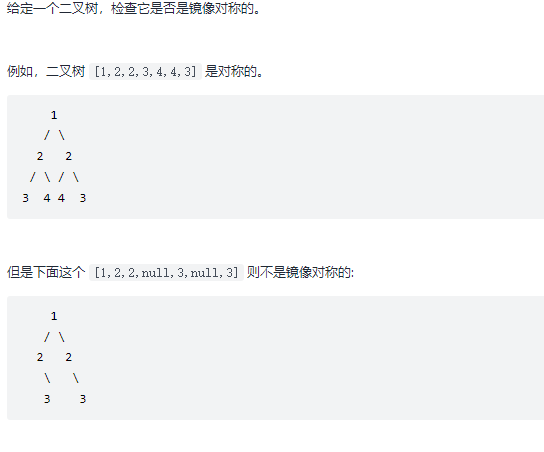 给定一个二叉树，检查它是否是镜像对称的。
例如，二叉树 [1,2,2,3,4,4,3] 是对称的。
    1
   / \
  2   2
 / \ / \
3  4 4  3
但是下面这个 [1,2,2,null,3,null,3] 则不是镜像对称的:
    1
   / \
  2   2
   \   \
   3    3